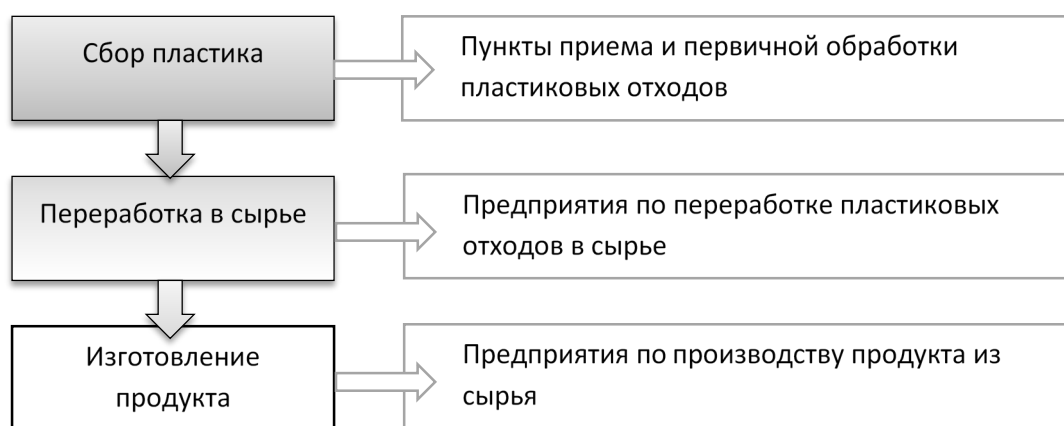 Сбор пластика
Пункты приема и первичной обработки
пластиковых отходов
Переработка в сырье
Предприятия по переработке пластиковых
отходов в сырье
Изготовление
продукта
Предприятия по производству продукта из
сырья